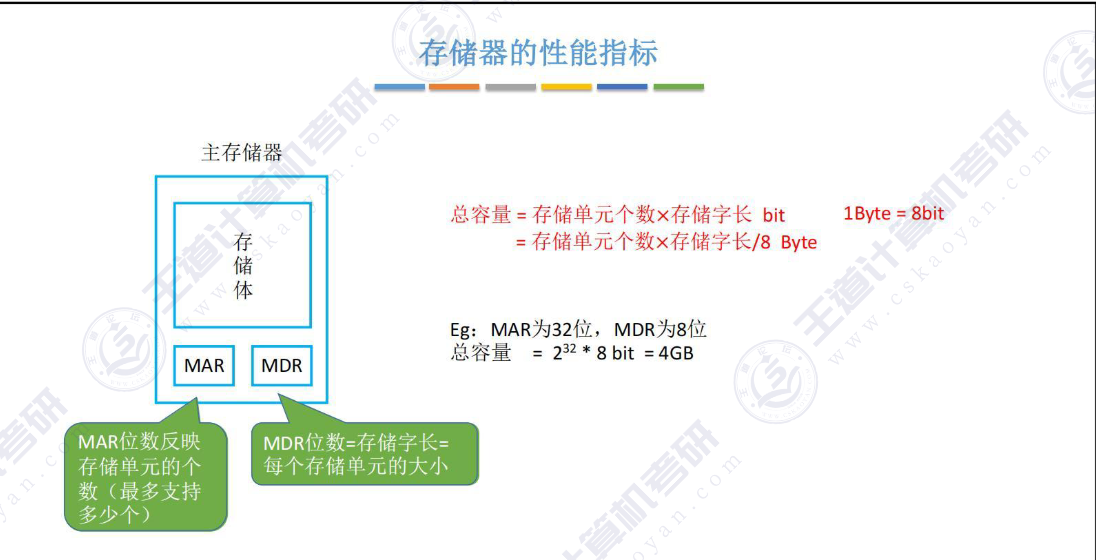 存储器的性能指标
主存储器
存
储
体
MAR
MDR
MAR位数反映
存储单元的个
数（最多支持
多少个）
MDR位数=存储字长=
每个存储单元的大小
总容量 = 存储单元个数×存储字长 bit
= 存储单元个数×存储字长/8 Byte
1Byte = 8bit
Eg：MAR为32位，MDR为8位
总容量 = 2³² * 8 bit = 4GB
王道计算机考研
www.cskaoyan.com